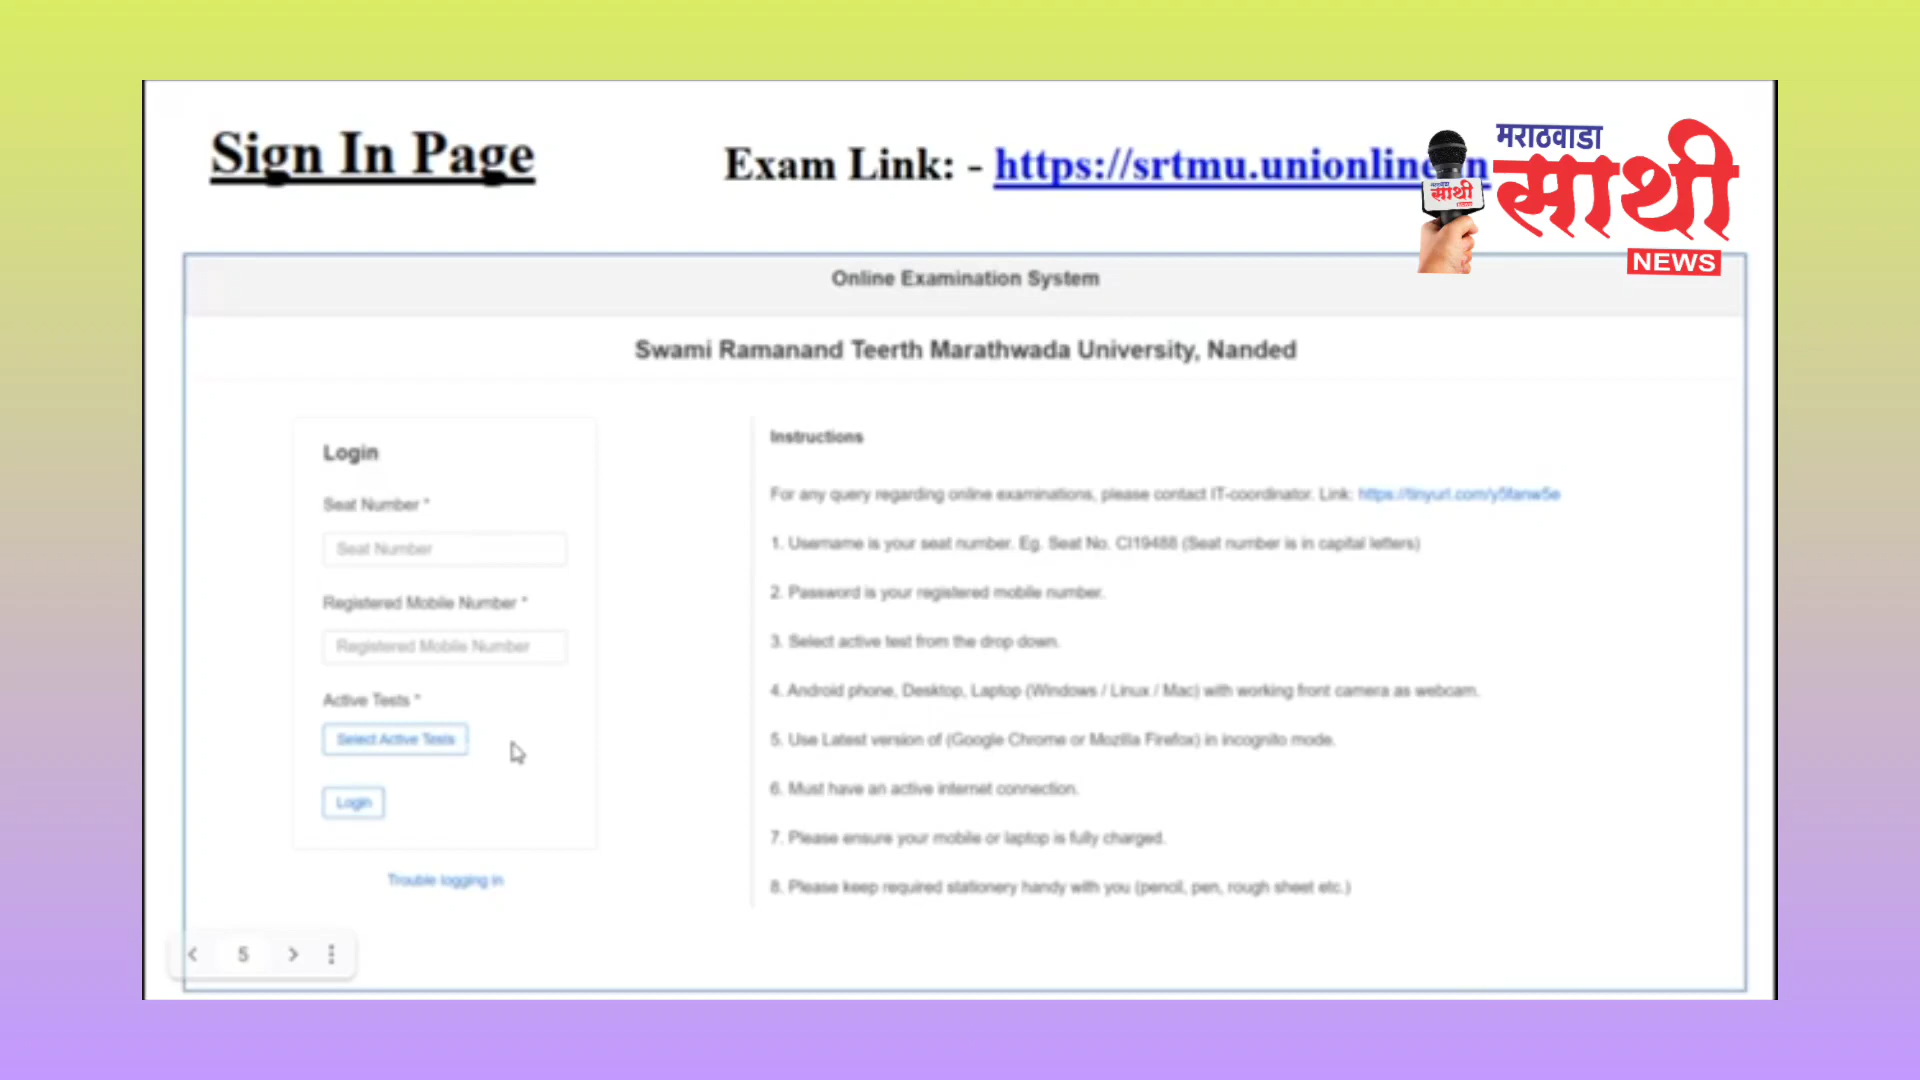 Sign In Page
Exam Link: - https://srtmu.unionline.in
मराठवाडा
साथी
NEWS
साथी
Online Examination System
Swami Ramanand Teerth Marathwada University, Nanded
Login
Seat Number *
Seat Number
Registered Mobile Number *
Registered Mobile Number
Active Tests *
Select Active Tests
Login
Trouble logging in
Instructions
For any query regarding online examinations, please contact IT-coordinator. Link: https://tinyurl.com/y5fanw5e
1. Username is your seat number. Eg. Seat No. CI19488 (Seat number is in capital letters)
2. Password is your registered mobile number.
3. Select active test from the drop down.
4. Android phone, Desktop, Laptop (Windows / Linux / Mac) with working front camera as webcam.
5. Use Latest version of (Google Chrome or Mozilla Firefox) in incognito mode.
6. Must have an active internet connection.
7. Please ensure your mobile or laptop is fully charged.
8. Please keep required stationery handy with you (pencil, pen, rough sheet etc.)
5